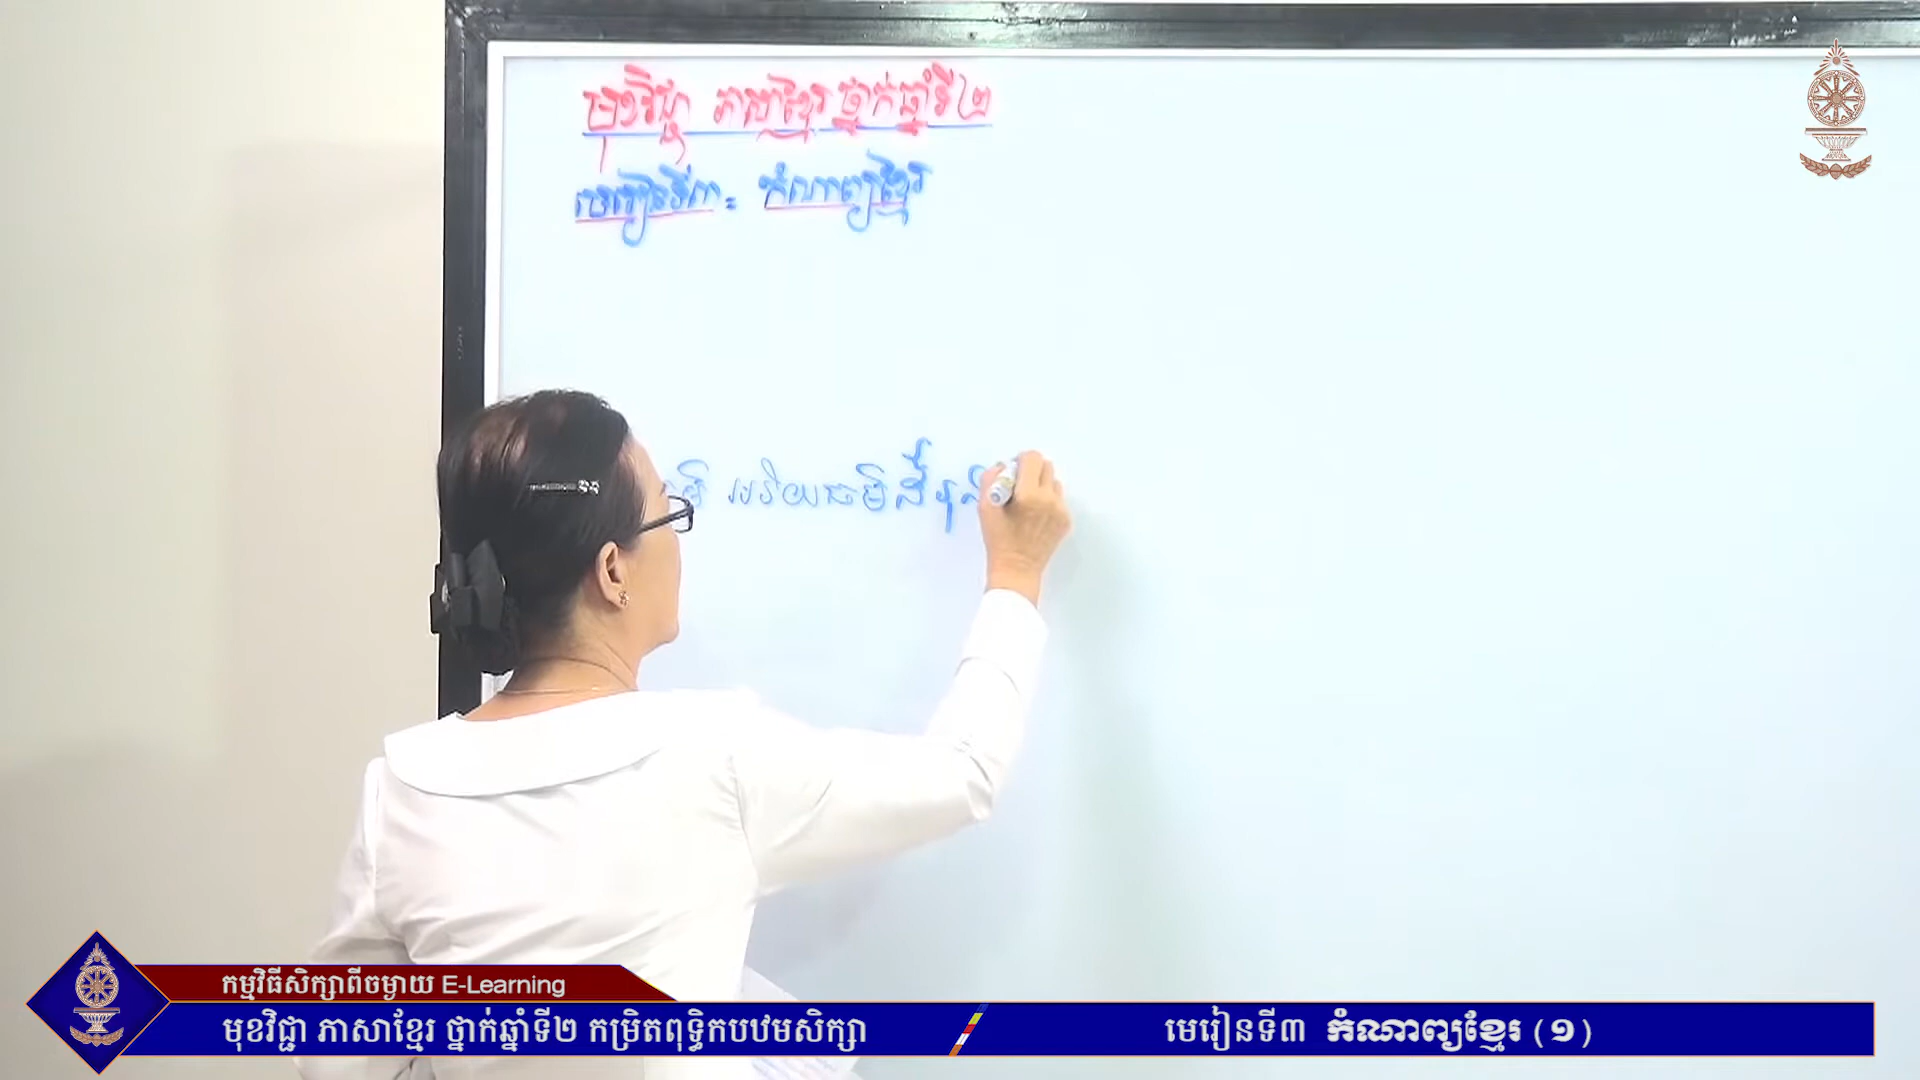 មុខវិជ្ជា ភាសាខ្មែរ ថ្នាក់ឆ្នាំទី២
មេរៀនទី៣ ៖ កំណាព្យខ្មែរ
កម្មវិធីសិក្សាពីចម្ងាយ E-Learning
មុខវិជ្ជា ភាសាខ្មែរ ថ្នាក់ឆ្នាំទី២ កម្រិតពុទ្ធិកបឋមសិក្សា
មេរៀនទី៣ កំណាព្យខ្មែរ (១)